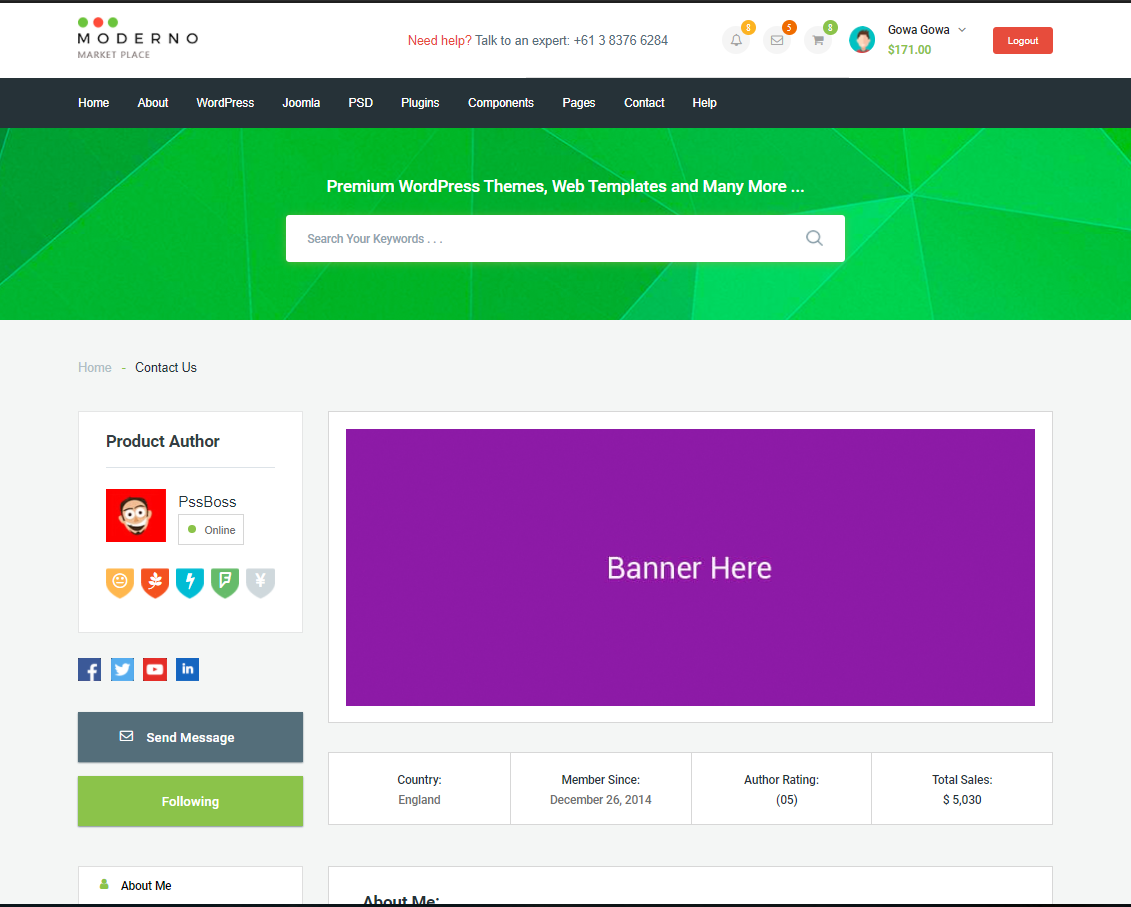 MODERNO
MARKET PLACE
Need help? Talk to an expert: +61 3 8376 6284
8
5
8
Gowa Gowa
$171.00
Logout
Home About WordPress Joomla PSD Plugins Components Pages Contact Help
Premium WordPress Themes, Web Templates and Many More ...
Search Your Keywords . . .
Home - Contact Us
Product Author
PssBoss
Online
¥
f
in
Send Message
Following
About Me
Banner Here
Country:
England
Member Since:
December 26, 2014
Author Rating:
(05)
Total Sales:
$ 5,030
About Me: